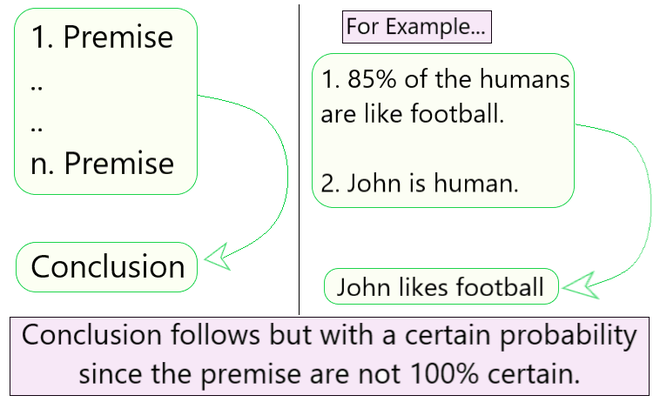 1. Premise
..
..
n. Premise
Conclusion
For Example...
1. 85% of the humans
are like football.
2. John is human.
John likes football
Conclusion follows but with a certain probability
since the premise are not 100% certain.